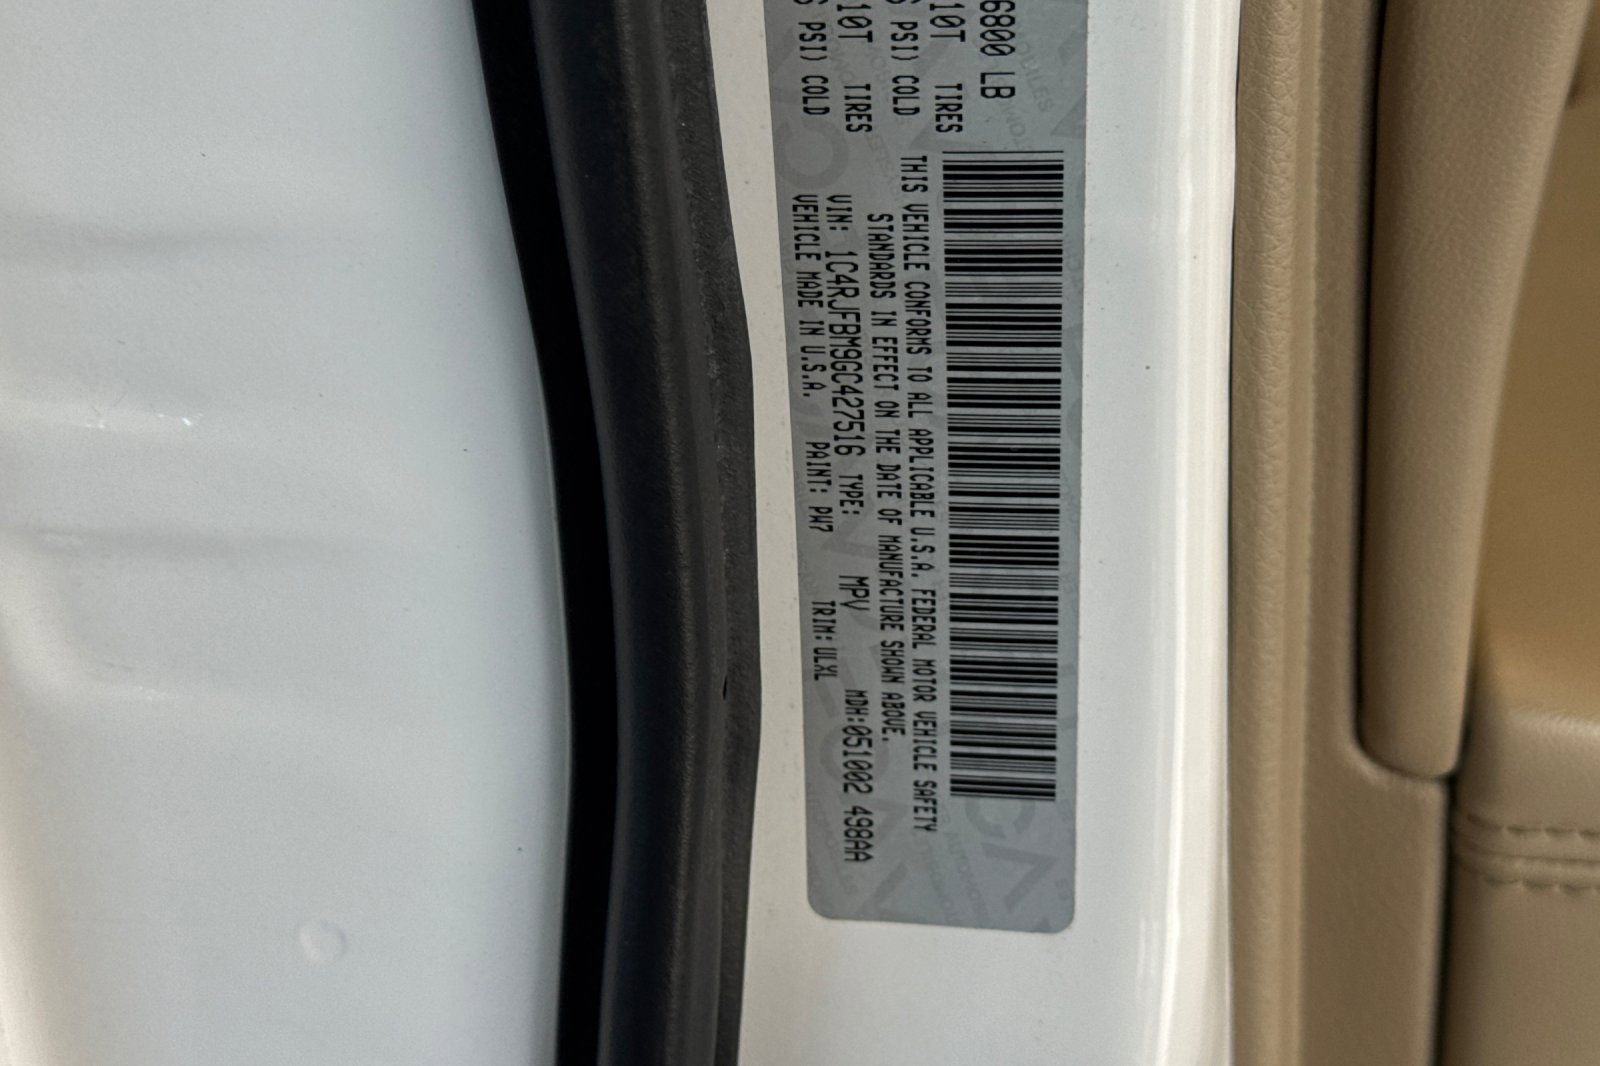 6800 LB
10T TIRES
PSI) COLD
10T TIRES
PSI) COLD
THIS VEHICLE CONFORMS TO ALL APPLICABLE U.S.A. FEDERAL MOTOR VEHICLE SAFETY
STANDARDS IN EFFECT ON THE DATE OF MANUFACTURE SHOWN ABOVE.
VIN: 1C4RJFBM9GC427516 TYPE: MPV MDH:051002 498AA
VEHICLE MADE IN U.S.A. PAINT: PW7 TRIM: ULXL